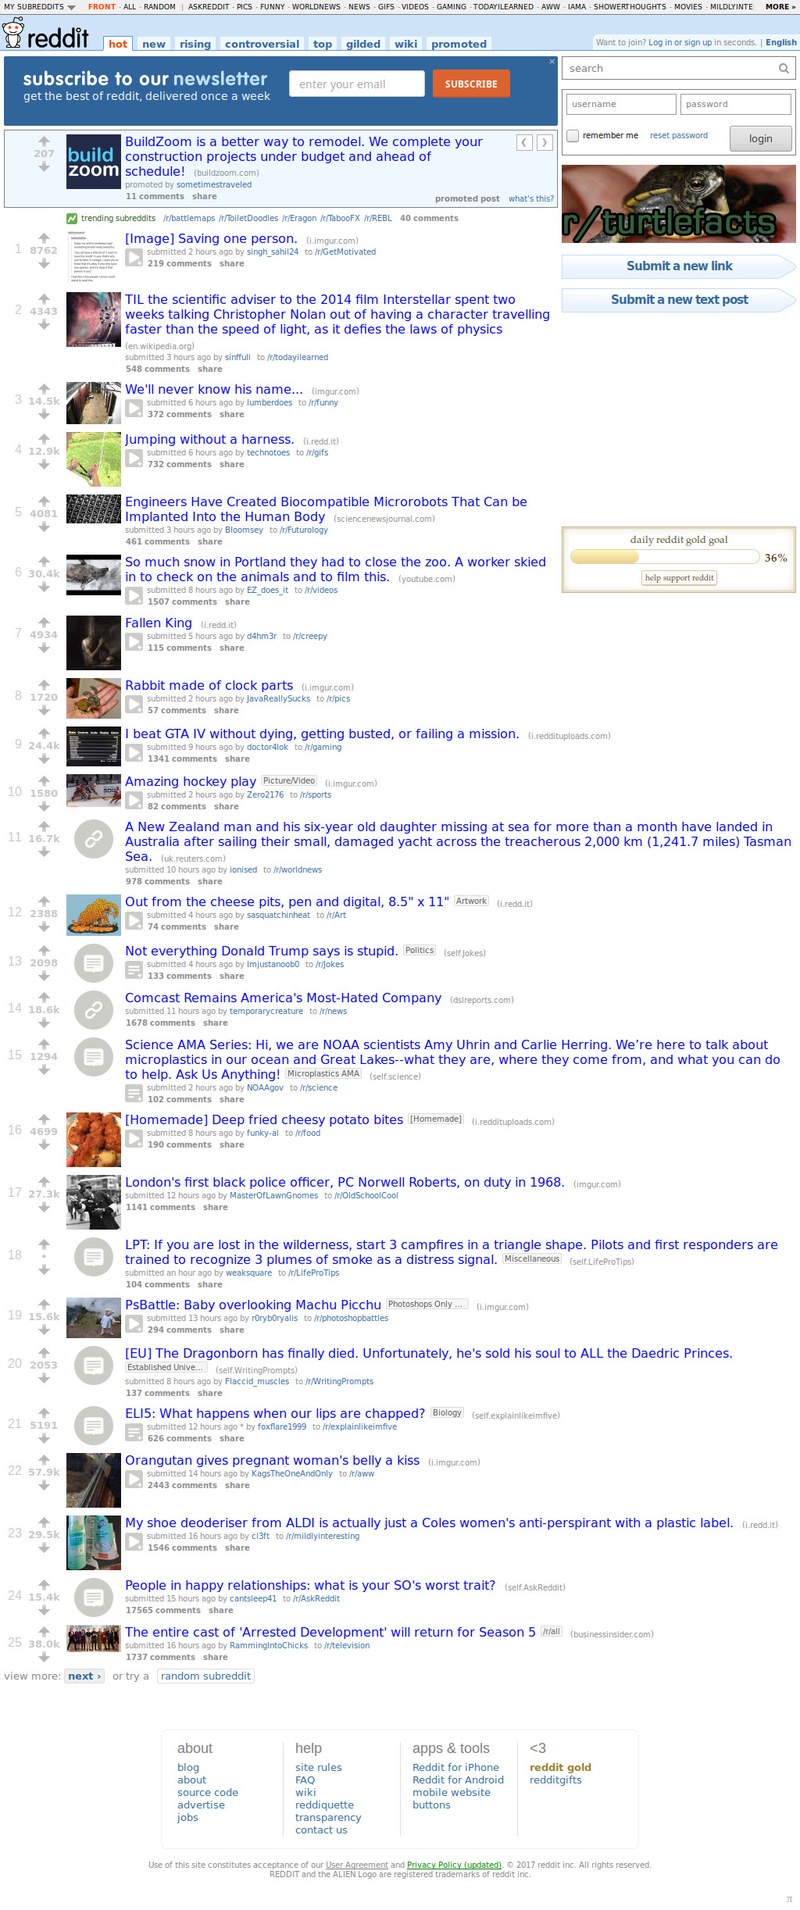 MY SUBREDDITS FRONT - ALL - RANDOM | ASKREDDIT - PICS - FUNNY - WORLDNEWS - NEWS - GIFS - VIDEOS - GAMING - TODAYILEARNED - AWW - IAMA - SHOWERTHOUGHTS - MOVIES - MILDLYINTE MORE »
reddit hot new rising controversial top gilded wiki promoted
Want to join? Log in or sign up in seconds. | English
subscribe to our newsletter
get the best of reddit, delivered once a week
enter your email
SUBSCRIBE
×
search
username password
remember me reset password login
r/turtlefacts
Submit a new link
Submit a new text post
daily reddit gold goal
36%
help support reddit
207
build
zoom
BuildZoom is a better way to remodel. We complete your
construction projects under budget and ahead of
schedule! (buildzoom.com)
promoted by sometimestraveled
11 comments share
promoted post what's this?
trending subreddits /r/battlemaps /r/ToiletDoodles /r/Eragon /r/TabooFX /r/REBL 40 comments
1 8762
[Image] Saving one person. (i.imgur.com)
submitted 2 hours ago by singh_sahil24 to /r/GetMotivated
219 comments share
2 4343
TIL the scientific adviser to the 2014 film Interstellar spent two
weeks talking Christopher Nolan out of having a character travelling
faster than the speed of light, as it defies the laws of physics
(en.wikipedia.org)
submitted 3 hours ago by sinffull to /r/todayilearned
548 comments share
3 14.5k
We'll never know his name... (imgur.com)
submitted 6 hours ago by lumberdoes to /r/funny
372 comments share
4 12.9k
Jumping without a harness. (i.redd.it)
submitted 6 hours ago by technotoes to /r/gifs
732 comments share
5 4081
Engineers Have Created Biocompatible Microrobots That Can be
Implanted Into the Human Body (sciencenewsjournal.com)
submitted 3 hours ago by Bloomsey to /r/Futurology
461 comments share
6 30.4k
So much snow in Portland they had to close the zoo. A worker skied
in to check on the animals and to film this. (youtube.com)
submitted 8 hours ago by EZ_does_it to /r/videos
1507 comments share
7 4934
Fallen King (i.redd.it)
submitted 5 hours ago by d4hm3r to /r/creepy
115 comments share
8 1720
Rabbit made of clock parts (i.imgur.com)
submitted 2 hours ago by JavaReallySucks to /r/pics
57 comments share
9 24.4k
I beat GTA IV without dying, getting busted, or failing a mission. (i.reddituploads.com)
submitted 9 hours ago by doctor4lok to /r/gaming
1341 comments share
10 1580
Amazing hockey play Picture/Video (i.imgur.com)
submitted 2 hours ago by Zero2176 to /r/sports
82 comments share
11 16.7k
A New Zealand man and his six-year old daughter missing at sea for more than a month have landed in
Australia after sailing their small, damaged yacht across the treacherous 2,000 km (1,241.7 miles) Tasman
Sea. (uk.reuters.com)
submitted 10 hours ago by ionised to /r/worldnews
978 comments share
12 2388
Out from the cheese pits, pen and digital, 8.5" x 11" Artwork (i.redd.it)
submitted 4 hours ago by sasquatchinheat to /r/Art
74 comments share
13 2098
Not everything Donald Trump says is stupid. Politics (self.Jokes)
submitted 4 hours ago by Imjustanoob0 to /r/Jokes
133 comments share
14 18.6k
Comcast Remains America's Most-Hated Company (dslreports.com)
submitted 11 hours ago by temporarycreature to /r/news
1678 comments share
15 1294
Science AMA Series: Hi, we are NOAA scientists Amy Uhrin and Carlie Herring. We’re here to talk about
microplastics in our ocean and Great Lakes--what they are, where they come from, and what you can do
to help. Ask Us Anything! Microplastics AMA (self.science)
submitted 2 hours ago by NOAAgov to /r/science
102 comments share
16 4699
[Homemade] Deep fried cheesy potato bites [Homemade] (i.reddituploads.com)
submitted 8 hours ago by funky-al to /r/food
190 comments share
17 27.3k
London's first black police officer, PC Norwell Roberts, on duty in 1968. (imgur.com)
submitted 12 hours ago by MasterOfLawnGnomes to /r/OldSchoolCool
1141 comments share
18 •
LPT: If you are lost in the wilderness, start 3 campfires in a triangle shape. Pilots and first responders are
trained to recognize 3 plumes of smoke as a distress signal. Miscellaneous (self.LifeProTips)
submitted an hour ago by weaksquare to /r/LifeProTips
104 comments share
19 15.6k
PsBattle: Baby overlooking Machu Picchu Photoshops Only ... (i.imgur.com)
submitted 13 hours ago by r0ryb0ryalis to /r/photoshopbattles
294 comments share
20 2053
[EU] The Dragonborn has finally died. Unfortunately, he's sold his soul to ALL the Daedric Princes.
Established Unive... (self.WritingPrompts)
submitted 8 hours ago by Flaccid_muscles to /r/WritingPrompts
137 comments share
21 5191
ELI5: What happens when our lips are chapped? Biology (self.explainlikeimfive)
submitted 12 hours ago * by foxflare1999 to /r/explainlikeimfive
626 comments share
22 57.9k
Orangutan gives pregnant woman's belly a kiss (i.imgur.com)
submitted 14 hours ago by KagsTheOneAndOnly to /r/aww
2443 comments share
23 29.5k
My shoe deoderiser from ALDI is actually just a Coles women's anti-perspirant with a plastic label. (i.redd.it)
submitted 16 hours ago by cl3ft to /r/mildlyinteresting
1546 comments share
24 15.4k
People in happy relationships: what is your SO's worst trait? (self.AskReddit)
submitted 15 hours ago by cantsleep41 to /r/AskReddit
17565 comments share
25 38.0k
The entire cast of 'Arrested Development' will return for Season 5 /r/all (businessinsider.com)
submitted 16 hours ago by RammingIntoChicks to /r/television
1737 comments share
view more: next › or try a random subreddit
about
blog
about
source code
advertise
jobs
help
site rules
FAQ
wiki
reddiquette
transparency
contact us
apps & tools
Reddit for iPhone
Reddit for Android
mobile website
buttons
<3
reddit gold
redditgifts
Use of this site constitutes acceptance of our User Agreement and Privacy Policy (updated). © 2017 reddit inc. All rights reserved.
REDDIT and the ALIEN Logo are registered trademarks of reddit inc.
π